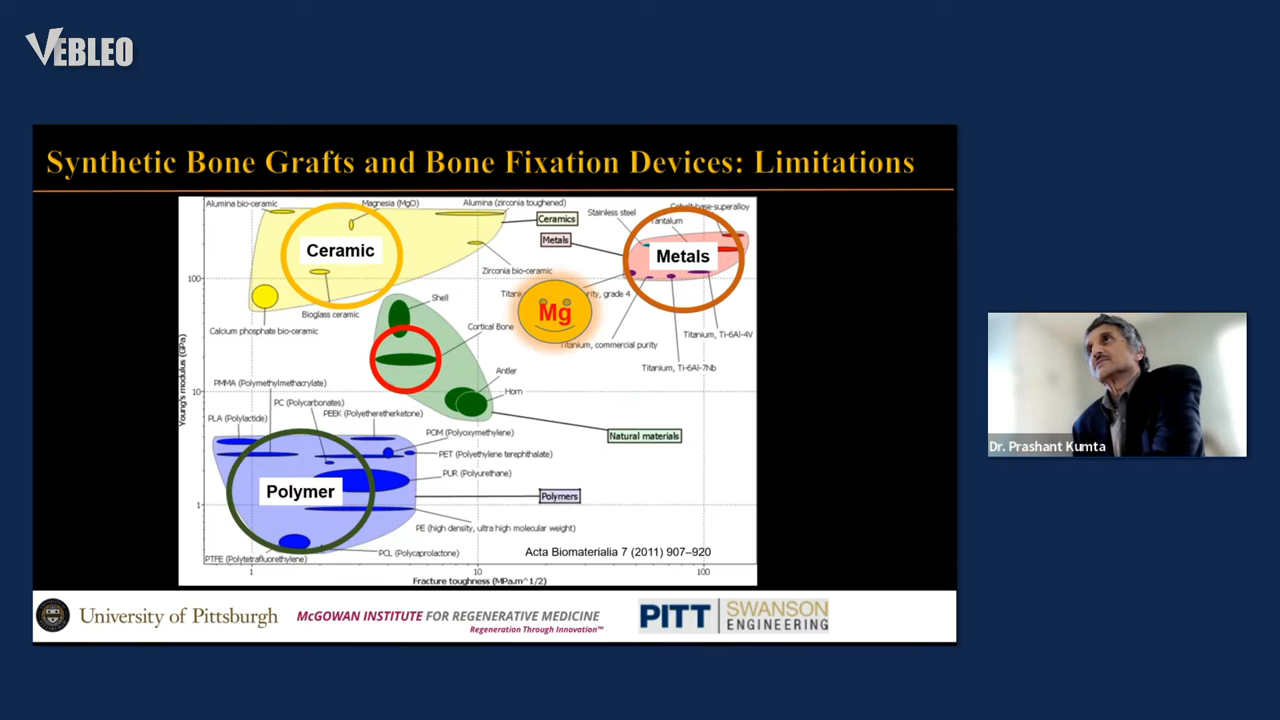 VEBLEO
Synthetic Bone Grafts and Bone Fixation Devices: Limitations
Alumina bio-ceramic
Magnesia (MgO)
Alumina (zirconia toughened)
Ceramics
Metals
Stainless steel
Cobalt-base-superalloy
Tantalum
Ceramic
Metals
Zirconia bio-ceramic
100
Mg
grade 4
Calcium phosphate bio-ceramic
Bioglass ceramic
Shell
Cortical Bone
Titanium, commercial purity
Titanium, Ti-6Al-4V
Titanium, Ti-6Al-7Nb
Young's modulus (GPa)
Antler
Horn
10
PMMA (Polymethylmethacrylate)
PC (Polycarbonates)
PEEK (Polyetheretherketone)
PLA (Polylactide)
POM (Polyoxymethylene)
Natural materials
PET (Polyethylene terephthalate)
PUR (Polyurethane)
Polymer
Polymers
1
PE (high density, ultra high molecular weight)
PCL (Polycaprolactone)
PTFE (Polytetrafluoroethylene)
Acta Biomaterialia 7 (2011) 907–920
1
10
100
Fracture toughness (MPa.m^1/2)
University of Pittsburgh
McGOWAN INSTITUTE FOR REGENERATIVE MEDICINE
Regeneration Through Innovation™
PITT
SWANSON
ENGINEERING
Dr. Prashant Kumta